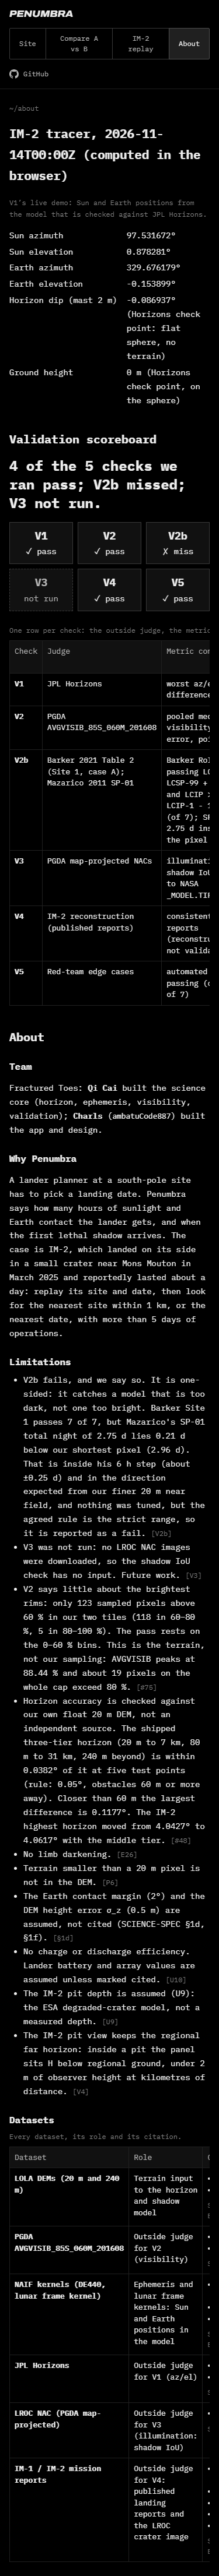 PENUMBRA
Site
Compare A
vs B
IM-2
replay
About
GitHub
~/about
IM-2 tracer, 2026-11-
14T00:00Z (computed in the
browser)
V1's live demo: Sun and Earth positions from
the model that is checked against JPL Horizons.
Sun azimuth 97.531672°
Sun elevation 0.878281°
Earth azimuth 329.676179°
Earth elevation -0.153899°
Horizon dip (mast 2 m) -0.086937°
(Horizons check
point: flat
sphere, no
terrain)
Ground height 0 m (Horizons
check point, on
the sphere)
Validation scoreboard
4 of the 5 checks we
ran pass; V2b missed;
V3 not run.
V1
✓ pass
V2
✓ pass
V2b
✗ miss
V3
not run
V4
✓ pass
V5
✓ pass
One row per check: the outside judge, the metric
Check Judge Metric co
V1 JPL Horizons worst az/e
difference
V2 PGDA pooled med
AVGVISIB_85S_060M_201608 visibility
error, poi
V2b Barker 2021 Table 2 Barker Ro
(Site 1, case A); passing LC
Mazarico 2011 SP-01 LCSP-99 +
and LCIP
LCIP-1 -
(of 7); SP
2.75 d ins
the pixel
V3 PGDA map-projected NACs illuminati
shadow IoU
to NASA
_MODEL.TIF
V4 IM-2 reconstruction consistent
(published reports) reports
(reconstru
not valida
V5 Red-team edge cases automated
passing (c
of 7)
About
Team
Fractured Toes: Qi Cai built the science
core (horizon, ephemeris, visibility,
validation); Charls (ambatuCode887) built
the app and design.
Why Penumbra
A lander planner at a south-pole site
has to pick a landing date. Penumbra
says how many hours of sunlight and
Earth contact the lander gets, and when
the first lethal shadow arrives. The
case is IM-2, which landed on its side
in a small crater near Mons Mouton in
March 2025 and reportedly lasted about a
day: replay its site and date, then look
for the nearest site within 1 km, or the
nearest date, with more than 5 days of
operations.
Limitations
• V2b fails, and we say so. It is one-
sided: it catches a model that is too
dark, not one too bright. Barker Site
1 passes 7 of 7, but Mazarico's SP-01
total night of 2.75 d lies 0.21 d
below our shortest pixel (2.96 d).
That is inside his 6 h step (about
±0.25 d) and in the direction
expected from our finer 20 m near
field, and nothing was tuned, but the
agreed rule is the strict range, so
it is reported as a fail. [V2b]
• V3 was not run: no LROC NAC images
were downloaded, so the shadow IoU
check has no input. Future work. [V3]
• V2 says little about the brightest
rims: only 123 sampled pixels above
60 % in our two tiles (118 in 60–80
%, 5 in 80–100 %). The pass rests on
the 0–60 % bins. This is the terrain,
not our sampling: AVGVISIB peaks at
88.44 % and about 19 pixels on the
whole cap exceed 80 %. [#75]
• Horizon accuracy is checked against
our own float 20 m DEM, not an
independent source. The shipped
three-tier horizon (20 m to 7 km, 80
m to 31 km, 240 m beyond) is within
0.0382° of it at five test points
(rule: 0.05°, obstacles 60 m or more
away). Closer than 60 m the largest
difference is 0.1177°. The IM-2
highest horizon moved from 4.0427° to
4.0617° with the middle tier. [#48]
• No limb darkening. [E26]
• Terrain smaller than a 20 m pixel is
not in the DEM. [P6]
• The Earth contact margin (2°) and the
DEM height error σ_z (0.5 m) are
assumed, not cited (SCIENCE-SPEC §1d,
§1f). [§1d]
• No charge or discharge efficiency.
Lander battery and array values are
assumed unless marked cited. [U10]
• The IM-2 pit depth is assumed (U9):
the ESA degraded-crater model, not a
measured depth. [U9]
• The IM-2 pit view keeps the regional
far horizon: inside a pit the panel
sits H below regional ground, under 2
m of observer height at kilometres of
distance. [V4]
Datasets
Every dataset, its role and its citation.
Dataset Role
LOLA DEMs (20 m and 240 Terrain input
m) to the horizon
and shadow
model
PGDA Outside judge
AVGVISIB_85S_060M_201608 for V2
(visibility)
NAIF kernels (DE440, Ephemeris and
lunar frame kernel) lunar frame
kernels: Sun
and Earth
positions in
the model
JPL Horizons Outside judge
for V1 (az/el)
LROC NAC (PGDA map- Outside judge
projected) for V3
(illumination:
shadow IoU)
IM-1 / IM-2 mission Outside judge
reports for V4:
published
landing
reports and
the LROC
crater image